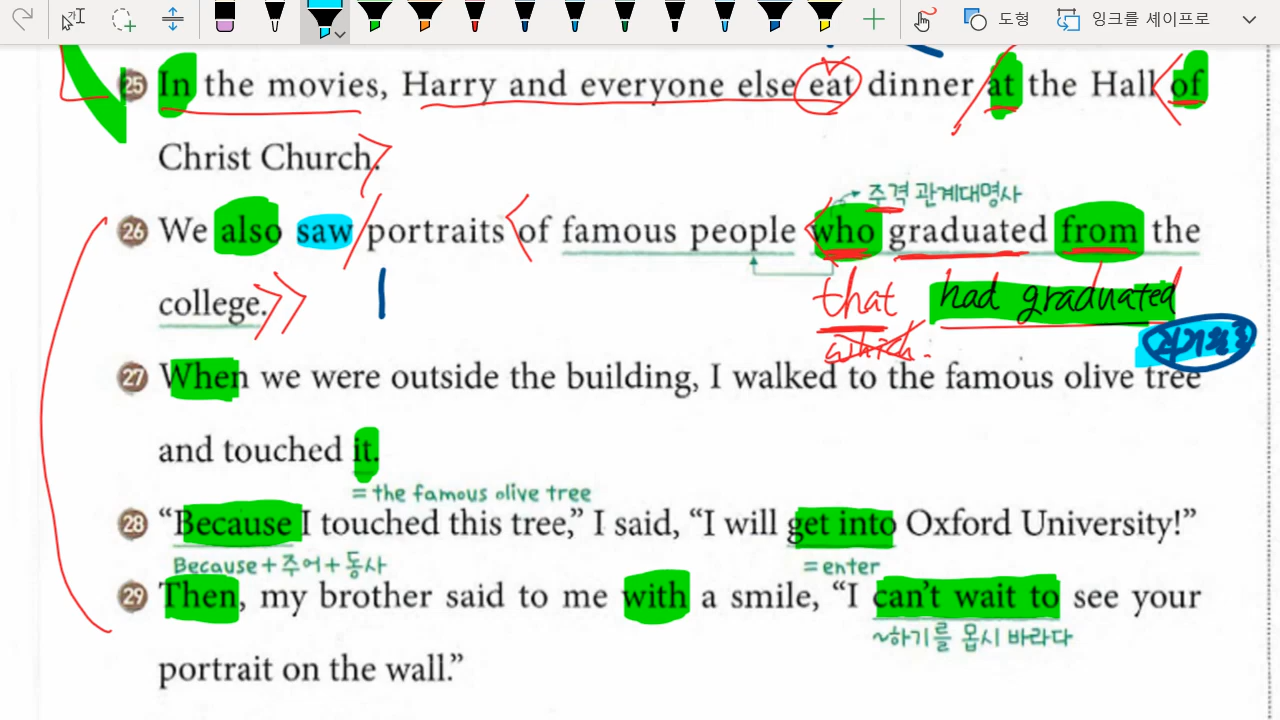 도형 잉크를 셰이프로
25 In the movies, Harry and everyone else eat dinner at the Hall of
Christ Church.
주격 관계대명사
26 We also saw portraits of famous people who graduated from the
college.
that had graduated
which.
27 When we were outside the building, I walked to the famous olive tree
and touched it.
= the famous olive tree
28 “Because I touched this tree,” I said, “I will get into Oxford University!”
Because+주어+동사 = enter
29 Then, my brother said to me with a smile, “I can't wait to see your
~하기를 몹시 바라다
portrait on the wall.”